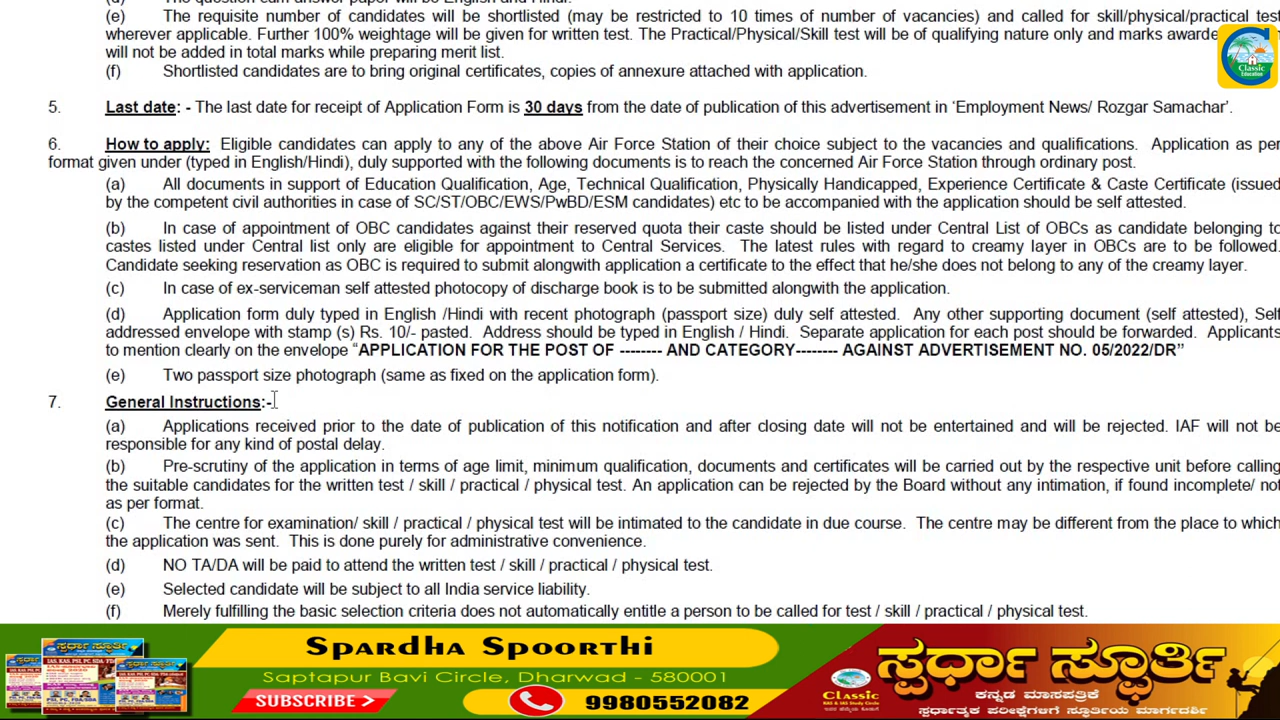 (e) The requisite number of candidates will be shortlisted (may be restricted to 10 times of number of vacancies) and called for skill/physical/practical test
wherever applicable. Further 100% weightage will be given for written test. The Practical/Physical/Skill test will be of qualifying nature only and marks awarde
will not be added in total marks while preparing merit list.
(f) Shortlisted candidates are to bring original certificates, copies of annexure attached with application.
5. Last date: - The last date for receipt of Application Form is 30 days from the date of publication of this advertisement in ‘Employment News/ Rozgar Samachar’.
6. How to apply: Eligible candidates can apply to any of the above Air Force Station of their choice subject to the vacancies and qualifications. Application as per
format given under (typed in English/Hindi), duly supported with the following documents is to reach the concerned Air Force Station through ordinary post.
(a) All documents in support of Education Qualification, Age, Technical Qualification, Physically Handicapped, Experience Certificate & Caste Certificate (issued
by the competent civil authorities in case of SC/ST/OBC/EWS/PwBD/ESM candidates) etc to be accompanied with the application should be self attested.
(b) In case of appointment of OBC candidates against their reserved quota their caste should be listed under Central List of OBCs as candidate belonging to
castes listed under Central list only are eligible for appointment to Central Services. The latest rules with regard to creamy layer in OBCs are to be followed.
Candidate seeking reservation as OBC is required to submit alongwith application a certificate to the effect that he/she does not belong to any of the creamy layer.
(c) In case of ex-serviceman self attested photocopy of discharge book is to be submitted alongwith the application.
(d) Application form duly typed in English /Hindi with recent photograph (passport size) duly self attested. Any other supporting document (self attested), Self
addressed envelope with stamp (s) Rs. 10/- pasted. Address should be typed in English / Hindi. Separate application for each post should be forwarded. Applicants
to mention clearly on the envelope “APPLICATION FOR THE POST OF -------- AND CATEGORY-------- AGAINST ADVERTISEMENT NO. 05/2022/DR”
(e) Two passport size photograph (same as fixed on the application form).
7. General Instructions:-
(a) Applications received prior to the date of publication of this notification and after closing date will not be entertained and will be rejected. IAF will not be
responsible for any kind of postal delay.
(b) Pre-scrutiny of the application in terms of age limit, minimum qualification, documents and certificates will be carried out by the respective unit before calling
the suitable candidates for the written test / skill / practical / physical test. An application can be rejected by the Board without any intimation, if found incomplete/ not
as per format.
(c) The centre for examination/ skill / practical / physical test will be intimated to the candidate in due course. The centre may be different from the place to which
the application was sent. This is done purely for administrative convenience.
(d) NO TA/DA will be paid to attend the written test / skill / practical / physical test.
(e) Selected candidate will be subject to all India service liability.
(f) Merely fulfilling the basic selection criteria does not automatically entitle a person to be called for test / skill / practical / physical test.
Classic
Education
Spardha Spoorthi
Saptapur Bavi Circle, Dharwad - 580001
SUBSCRIBE >
9980552082
ಸ್ಪರ್ಧಾ ಸ್ಫೂರ್ತಿ
ಕನ್ನಡ ಮಾಸಪತ್ರಿಕೆ
ಸ್ಪರ್ಧಾತ್ಮಕ ಪರೀಕ್ಷೆಗಳಿಗೆ ಸ್ಫೂರ್ತಿಯ ಮಾರ್ಗದರ್ಶಿ
Classic
IAS & KAS Study Circle